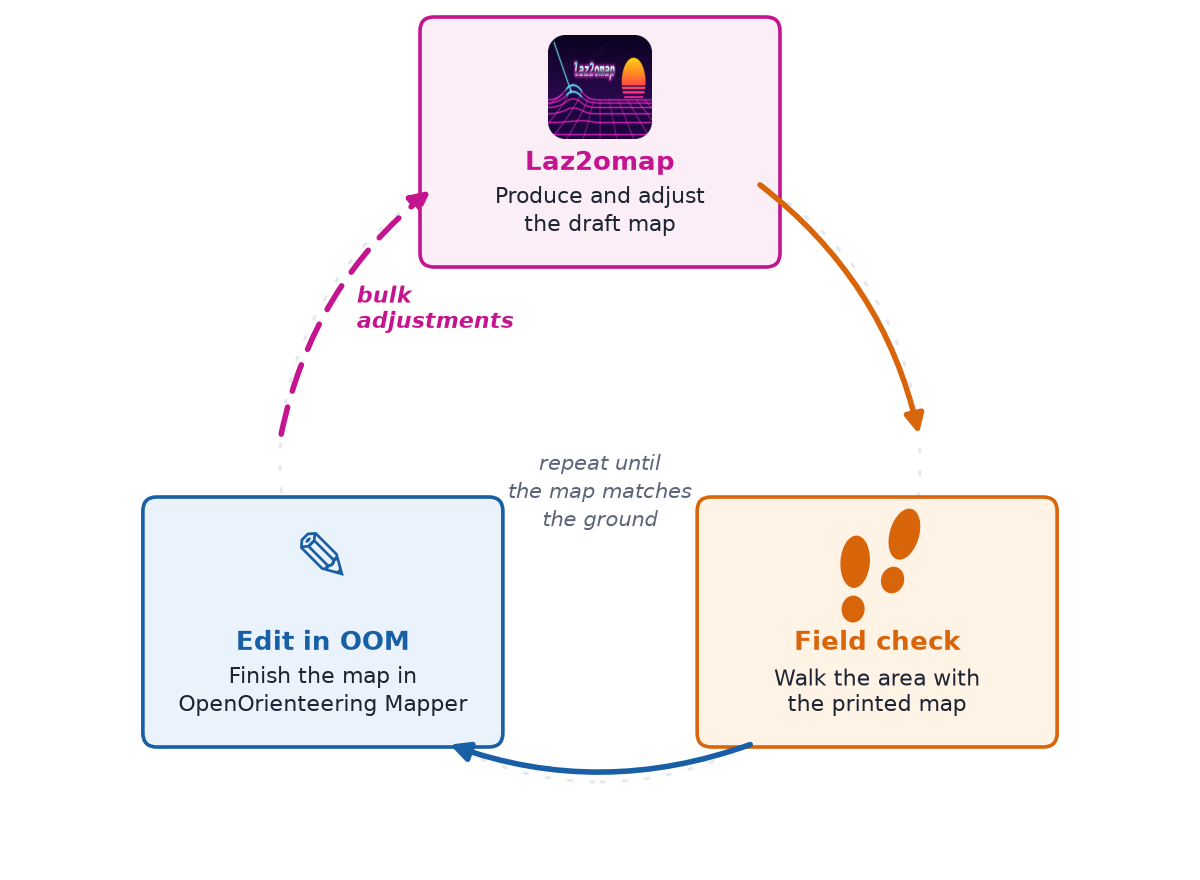 Laz2omap
Laz2omap
Produce and adjust
the draft map
bulk
adjustments
repeat until
the map matches
the ground
Edit in OOM
Finish the map in
OpenOrienteering Mapper
Field check
Walk the area with
the printed map